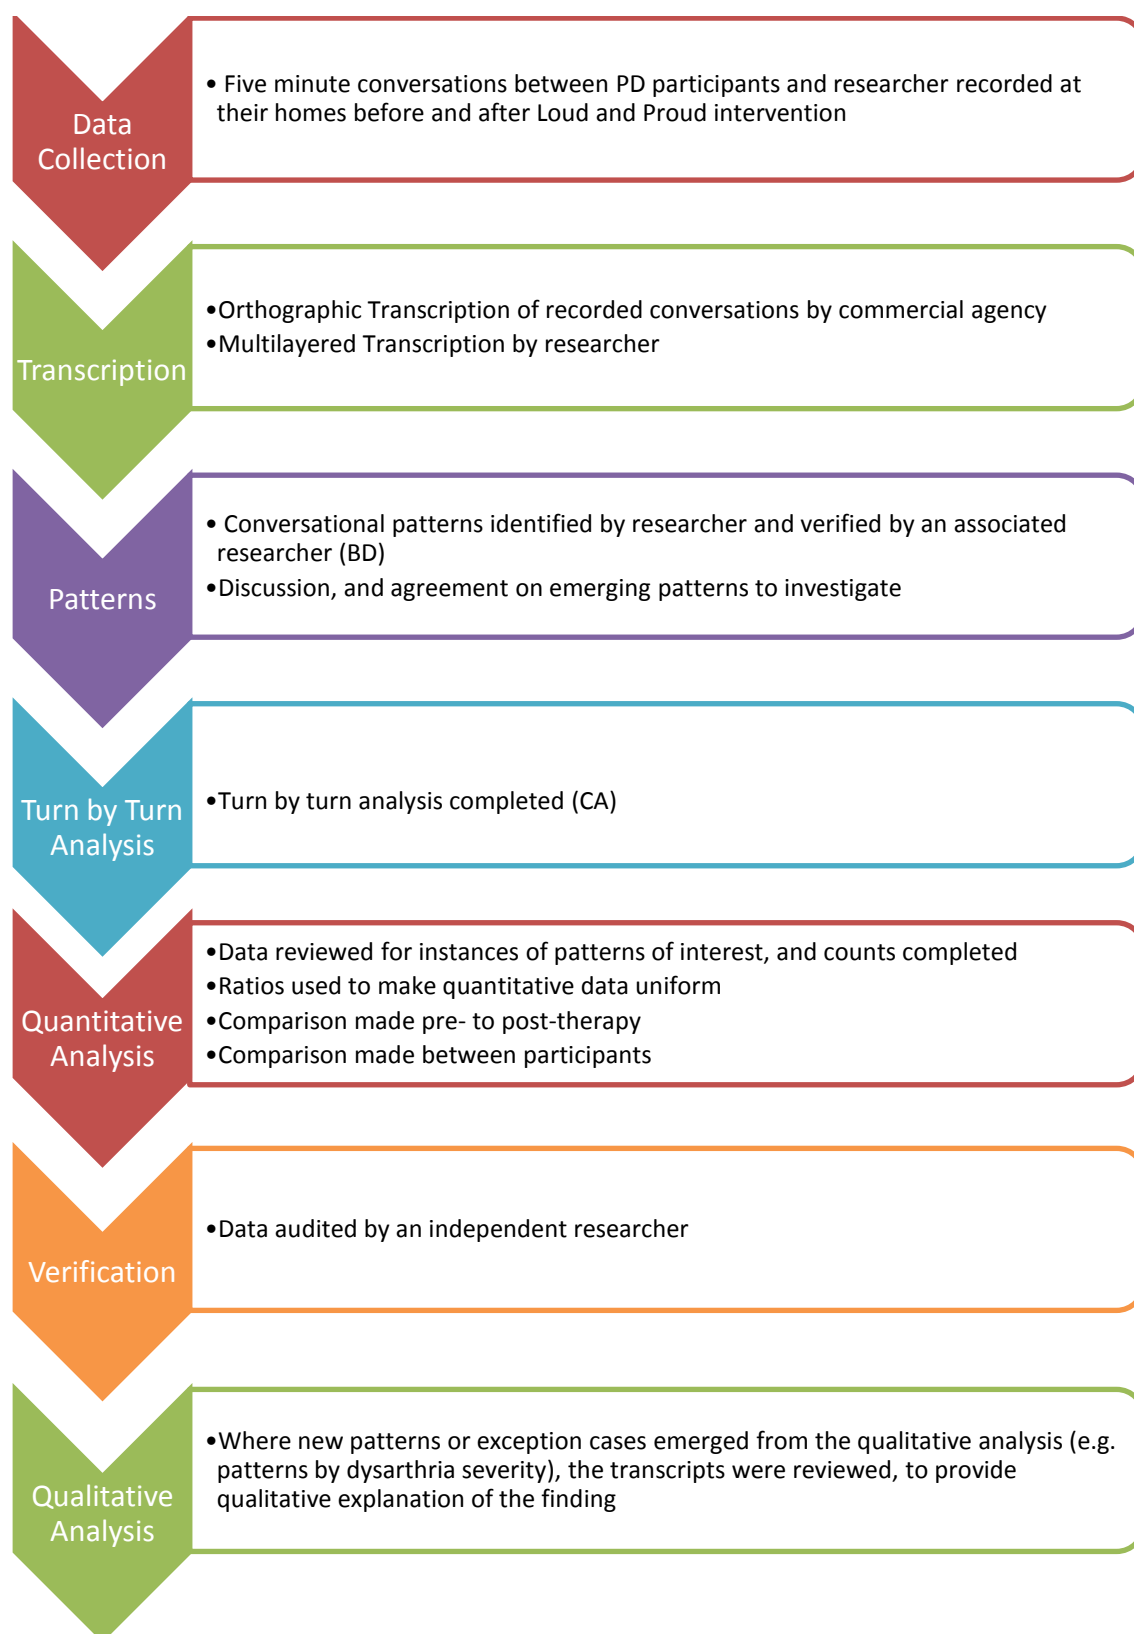 Data
Collection
• Five minute conversations between PD participants and researcher recorded at
their homes before and after Loud and Proud intervention
Transcription
•Orthographic Transcription of recorded conversations by commercial agency
•Multilayered Transcription by researcher
Patterns
• Conversational patterns identified by researcher and verified by an associated
researcher (BD)
•Discussion, and agreement on emerging patterns to investigate
Turn by Turn
Analysis
•Turn by turn analysis completed (CA)
Quantitative
Analysis
•Data reviewed for instances of patterns of interest, and counts completed
•Ratios used to make quantitative data uniform
•Comparison made pre- to post-therapy
•Comparison made between participants
Verification
•Data audited by an independent researcher
Qualitative
Analysis
•Where new patterns or exception cases emerged from the qualitative analysis (e.g.
patterns by dysarthria severity), the transcripts were reviewed, to provide
qualitative explanation of the finding